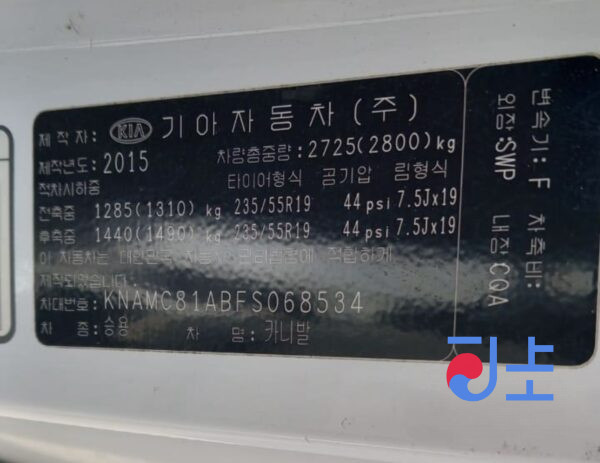 제 작 자: KIA 기아자동차(주)
제작년도: 2015 차량총중량: 2725(2800)kg
적차시하중 타이어형식 공기압 림형식
전축중 1285(1310) kg 235/55R19 44 psi 7.5Jx19
후축중 1440(1490) kg 235/55R19 44 psi 7.5Jx19
이 자동차는 대한민국 자동차 관리법령에 적합하게
제작되었습니다.
차대번호: KNAMC81ABFS068534
차 종: 승용 차 명: 카니발
변속기: F 차축비:
외장 SWP 내장 CQA